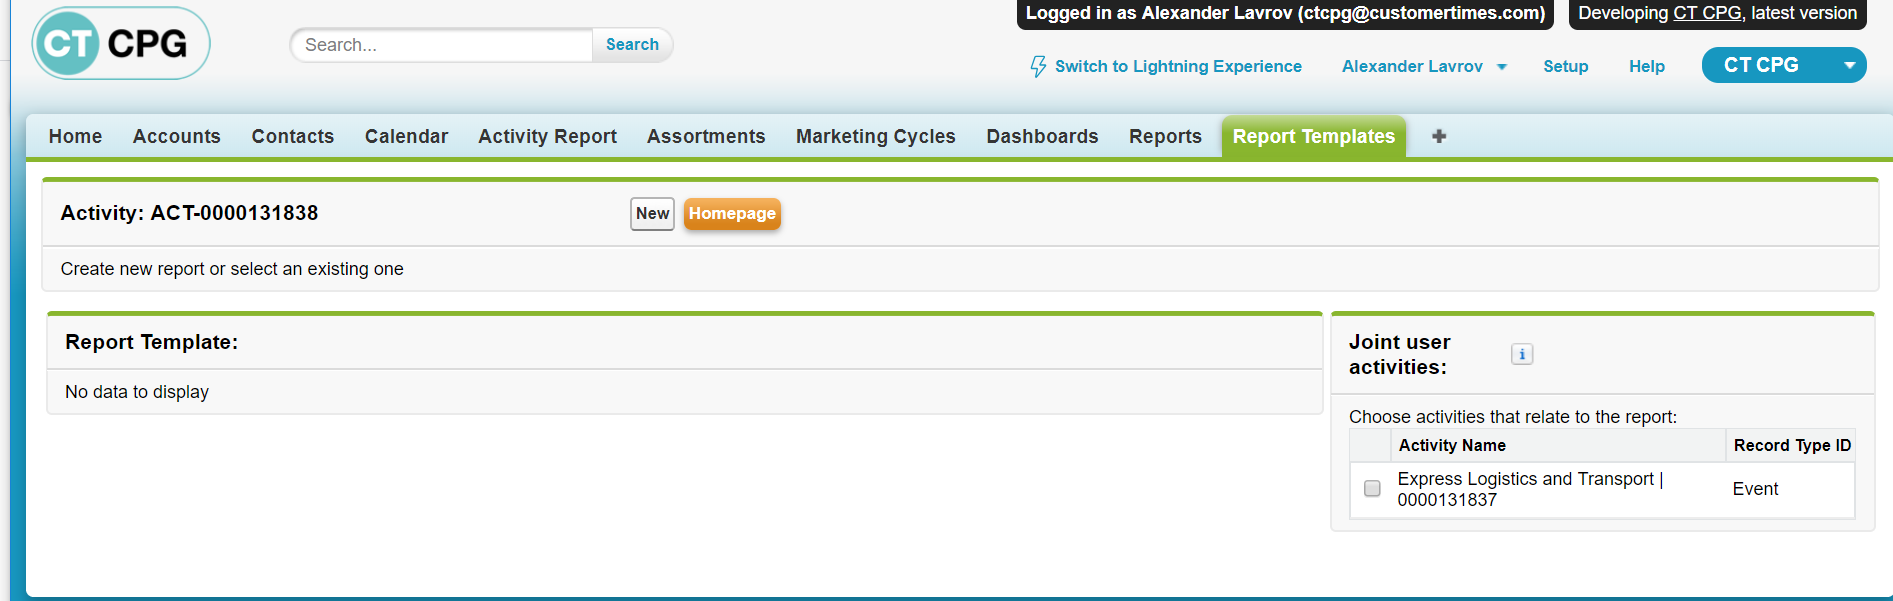 Logged in as Alexander Lavrov (ctcpg@customertimes.com)
Developing CT CPG, latest version
CT CPG
Search...
Search
Switch to Lightning Experience
Alexander Lavrov
Setup
Help
CT CPG
Home
Accounts
Contacts
Calendar
Activity Report
Assortments
Marketing Cycles
Dashboards
Reports
Report Templates
Activity: ACT-0000131838
New
Homepage
Create new report or select an existing one
Report Template:
No data to display
Joint user
activities:
i
Choose activities that relate to the report:
Activity Name
Record Type ID
Express Logistics and Transport |
0000131837
Event